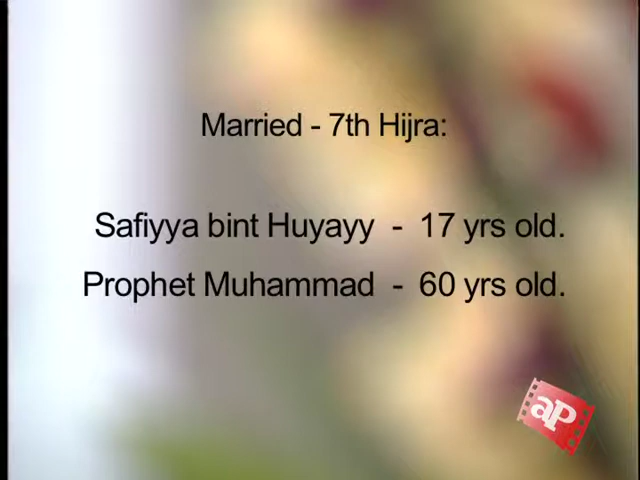 Married - 7th Hijra:
Safiyya bint Huyayy - 17 yrs old.
Prophet Muhammad - 60 yrs old.
aP